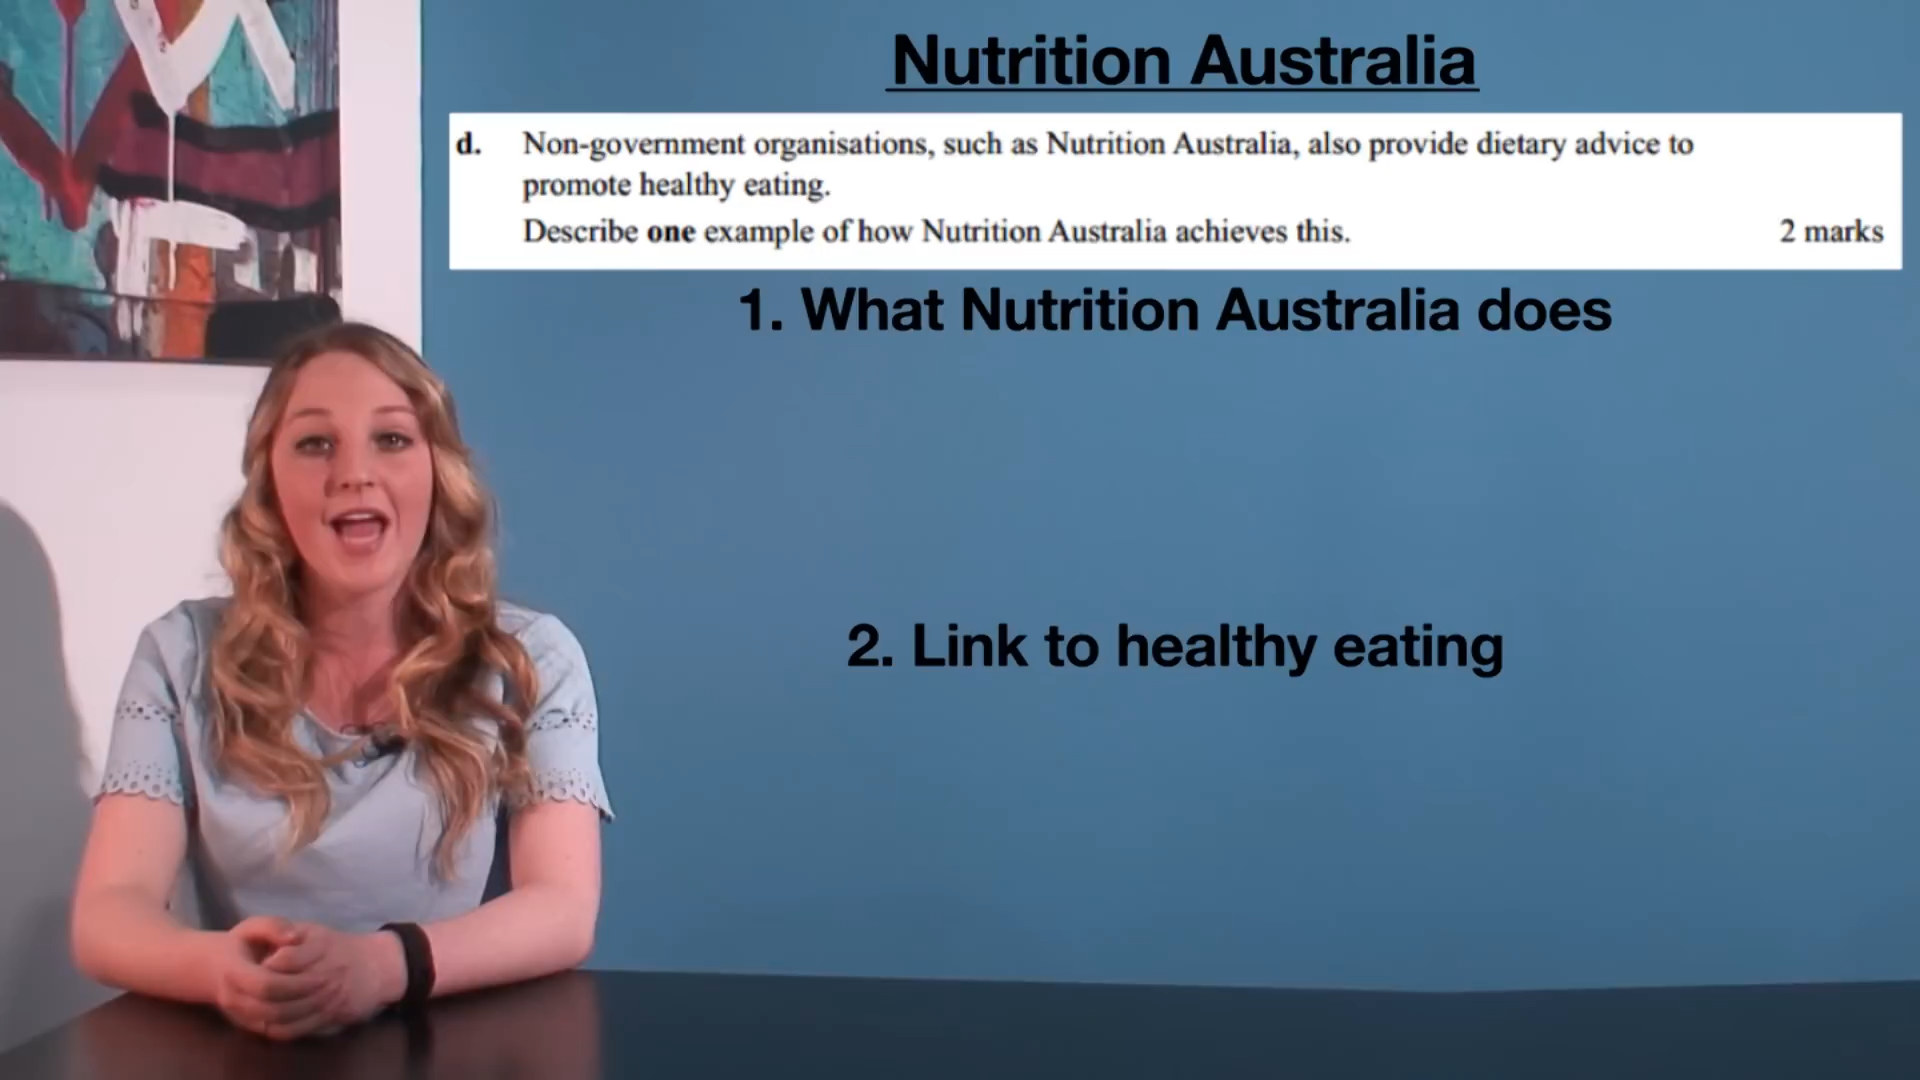 Nutrition Australia
d. Non-government organisations, such as Nutrition Australia, also provide dietary advice to
promote healthy eating.
Describe one example of how Nutrition Australia achieves this. 2 marks
1. What Nutrition Australia does
2. Link to healthy eating